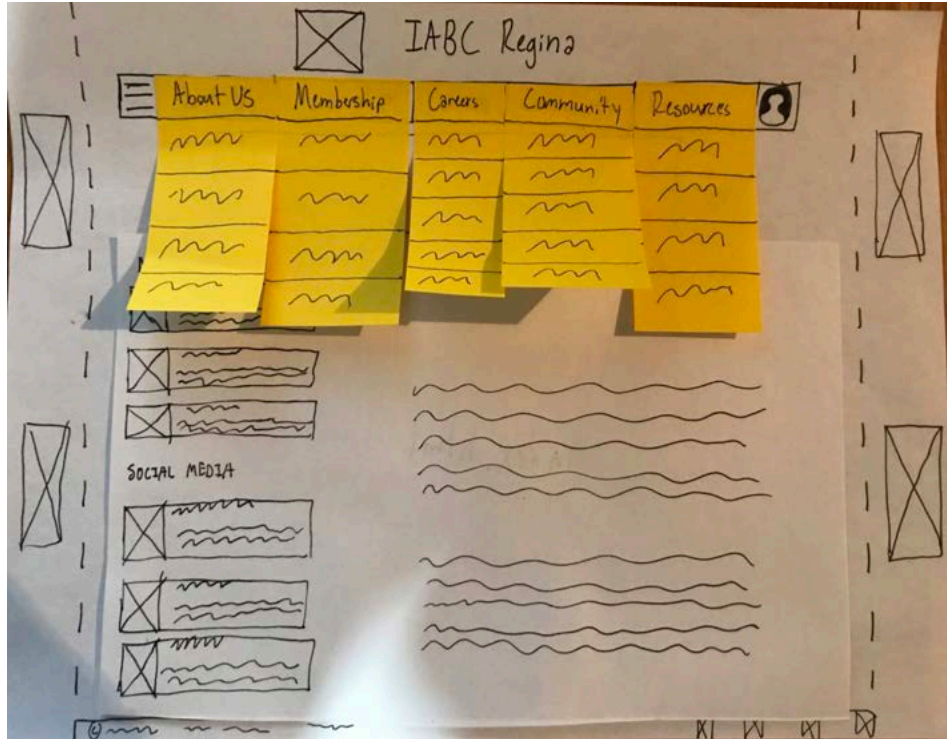 IABC Regina
About US
Membership
Careers
Community
Resources
SOCIAL MEDIA
©